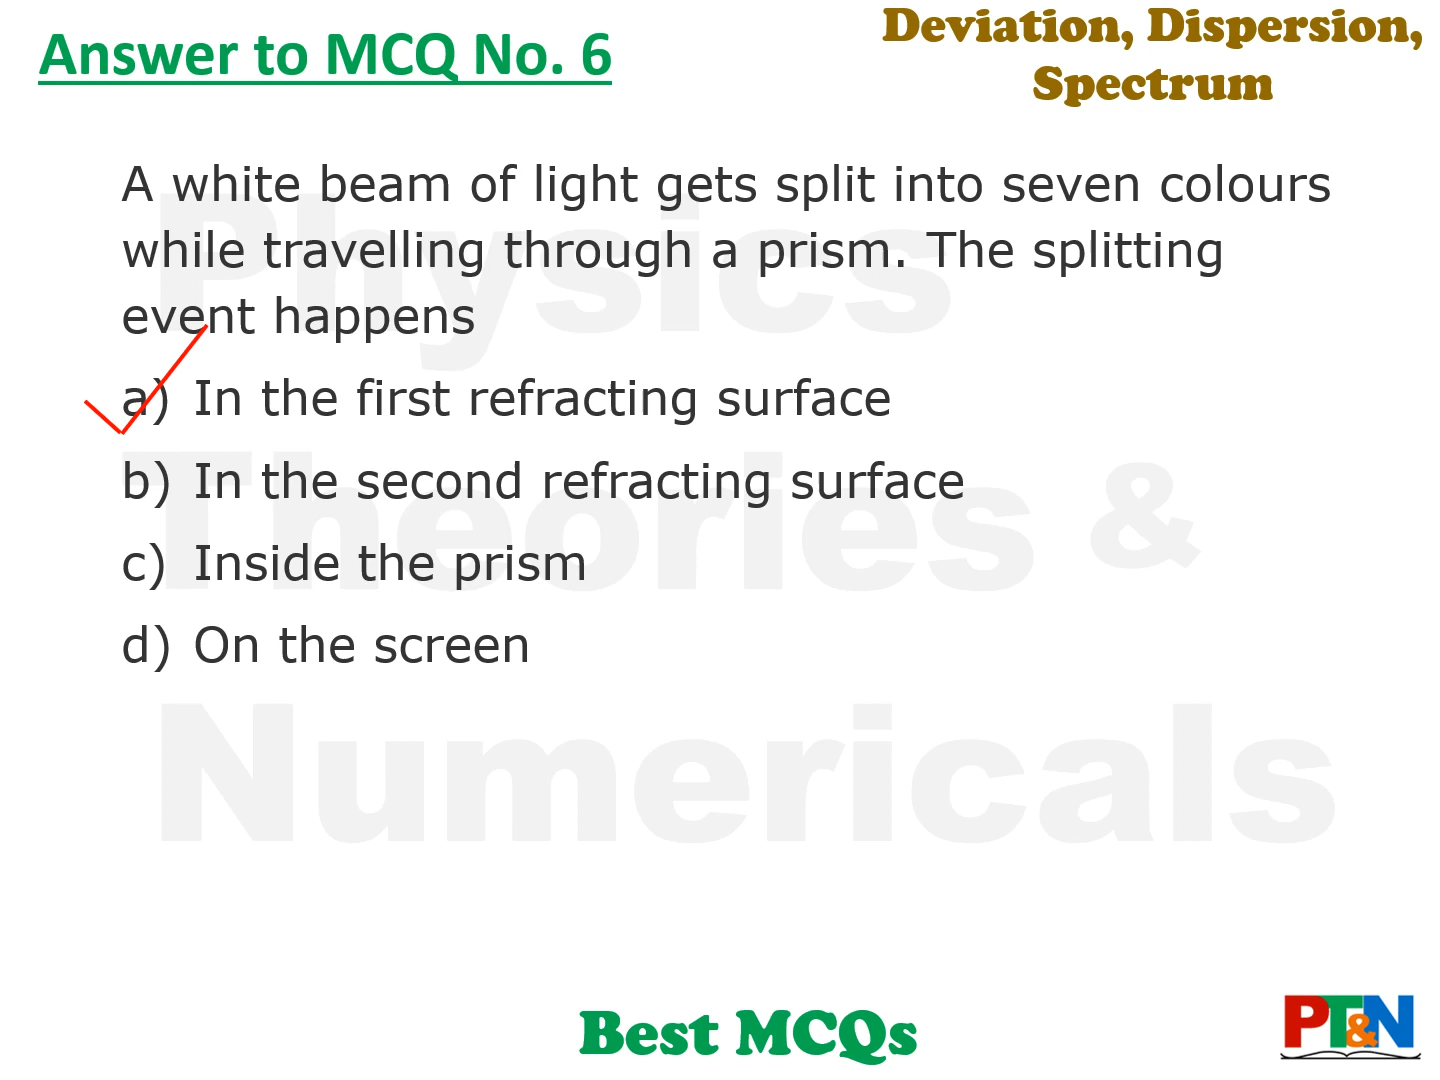 Answer to MCQ No. 6
Deviation, Dispersion,
Spectrum
A white beam of light gets split into seven colours
while travelling through a prism. The splitting
event happens
a) In the first refracting surface
b) In the second refracting surface
c) Inside the prism
d) On the screen
Physics
Theories &
Numericals
Best MCQs
PT&N